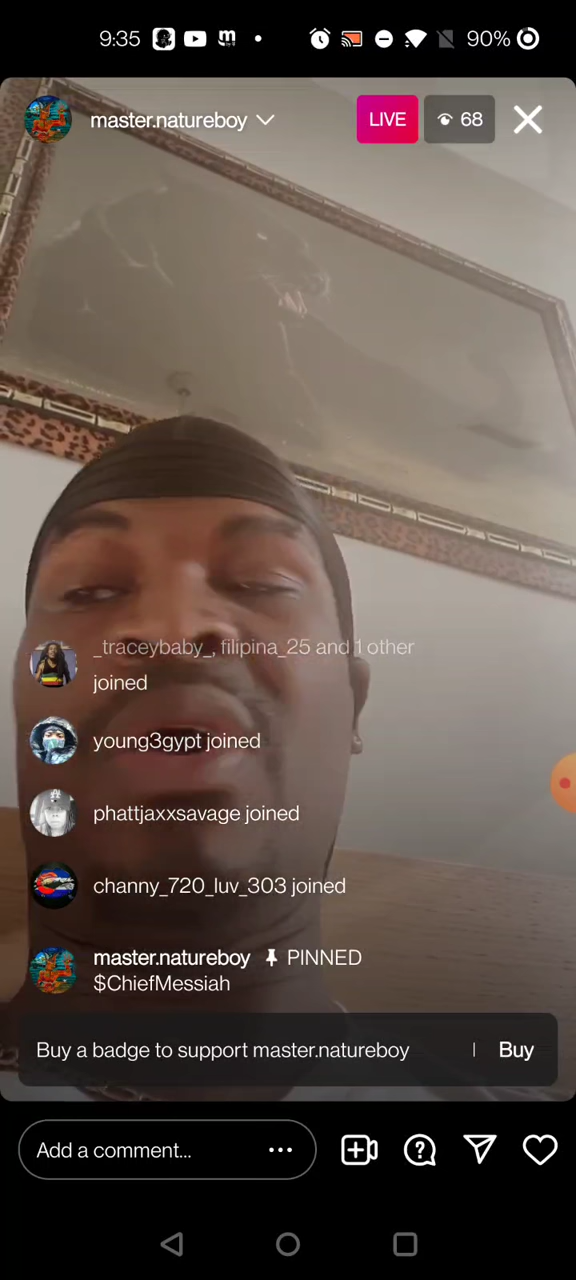 9:35
90%
master.natureboy
LIVE
68
_traceybaby_, filipina_25 and 1 other
joined
young3gypt joined
phattjaxxsavage joined
channy_720_luv_303 joined
master.natureboy PINNED
$ChiefMessiah
Buy a badge to support master.natureboy | Buy
Add a comment...